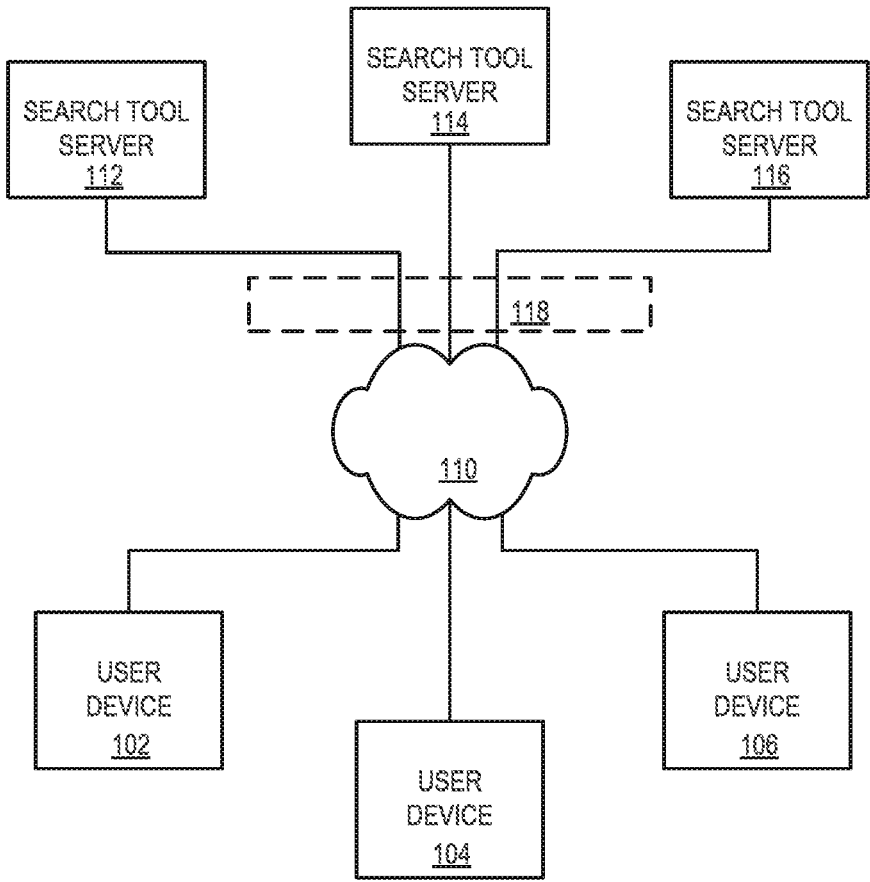 SEARCH TOOL
SERVER
112
SEARCH TOOL
SERVER
114
SEARCH TOOL
SERVER
116
118
110
USER
DEVICE
102
USER
DEVICE
104
USER
DEVICE
106